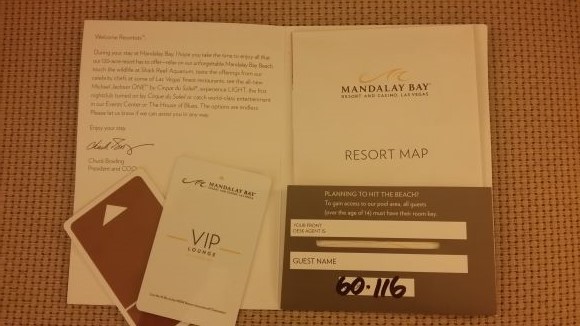 Welcome Resortists™,
During your stay at Mandalay Bay, I hope you take the time to enjoy all that
our 120-acre resort has to offer—relax on our unforgettable Mandalay Bay Beach,
touch the wildlife at Shark Reef Aquarium, taste the offerings from our
celebrity chefs at some of Las Vegas' finest restaurants, see the all-new
Michael Jackson ONE™ by Cirque du Soleil®, experience LIGHT, the first
nightclub turned on by Cirque du Soleil or catch world-class entertainment
in our Events Center or The House of Blues. The options are endless.
Please let us know if we can assist you in any way.
Enjoy your stay,
Chuck Bowling
President and COO
MANDALAY BAY
VIP
LOUNGE
MANDALAY BAY
RESORT AND CASINO, LAS VEGAS
RESORT MAP
PLANNING TO HIT THE BEACH?
To gain access to our pool area, all guests
(over the age of 14) must have their room key.
YOUR FRONT
DESK AGENT IS
GUEST NAME
60-116